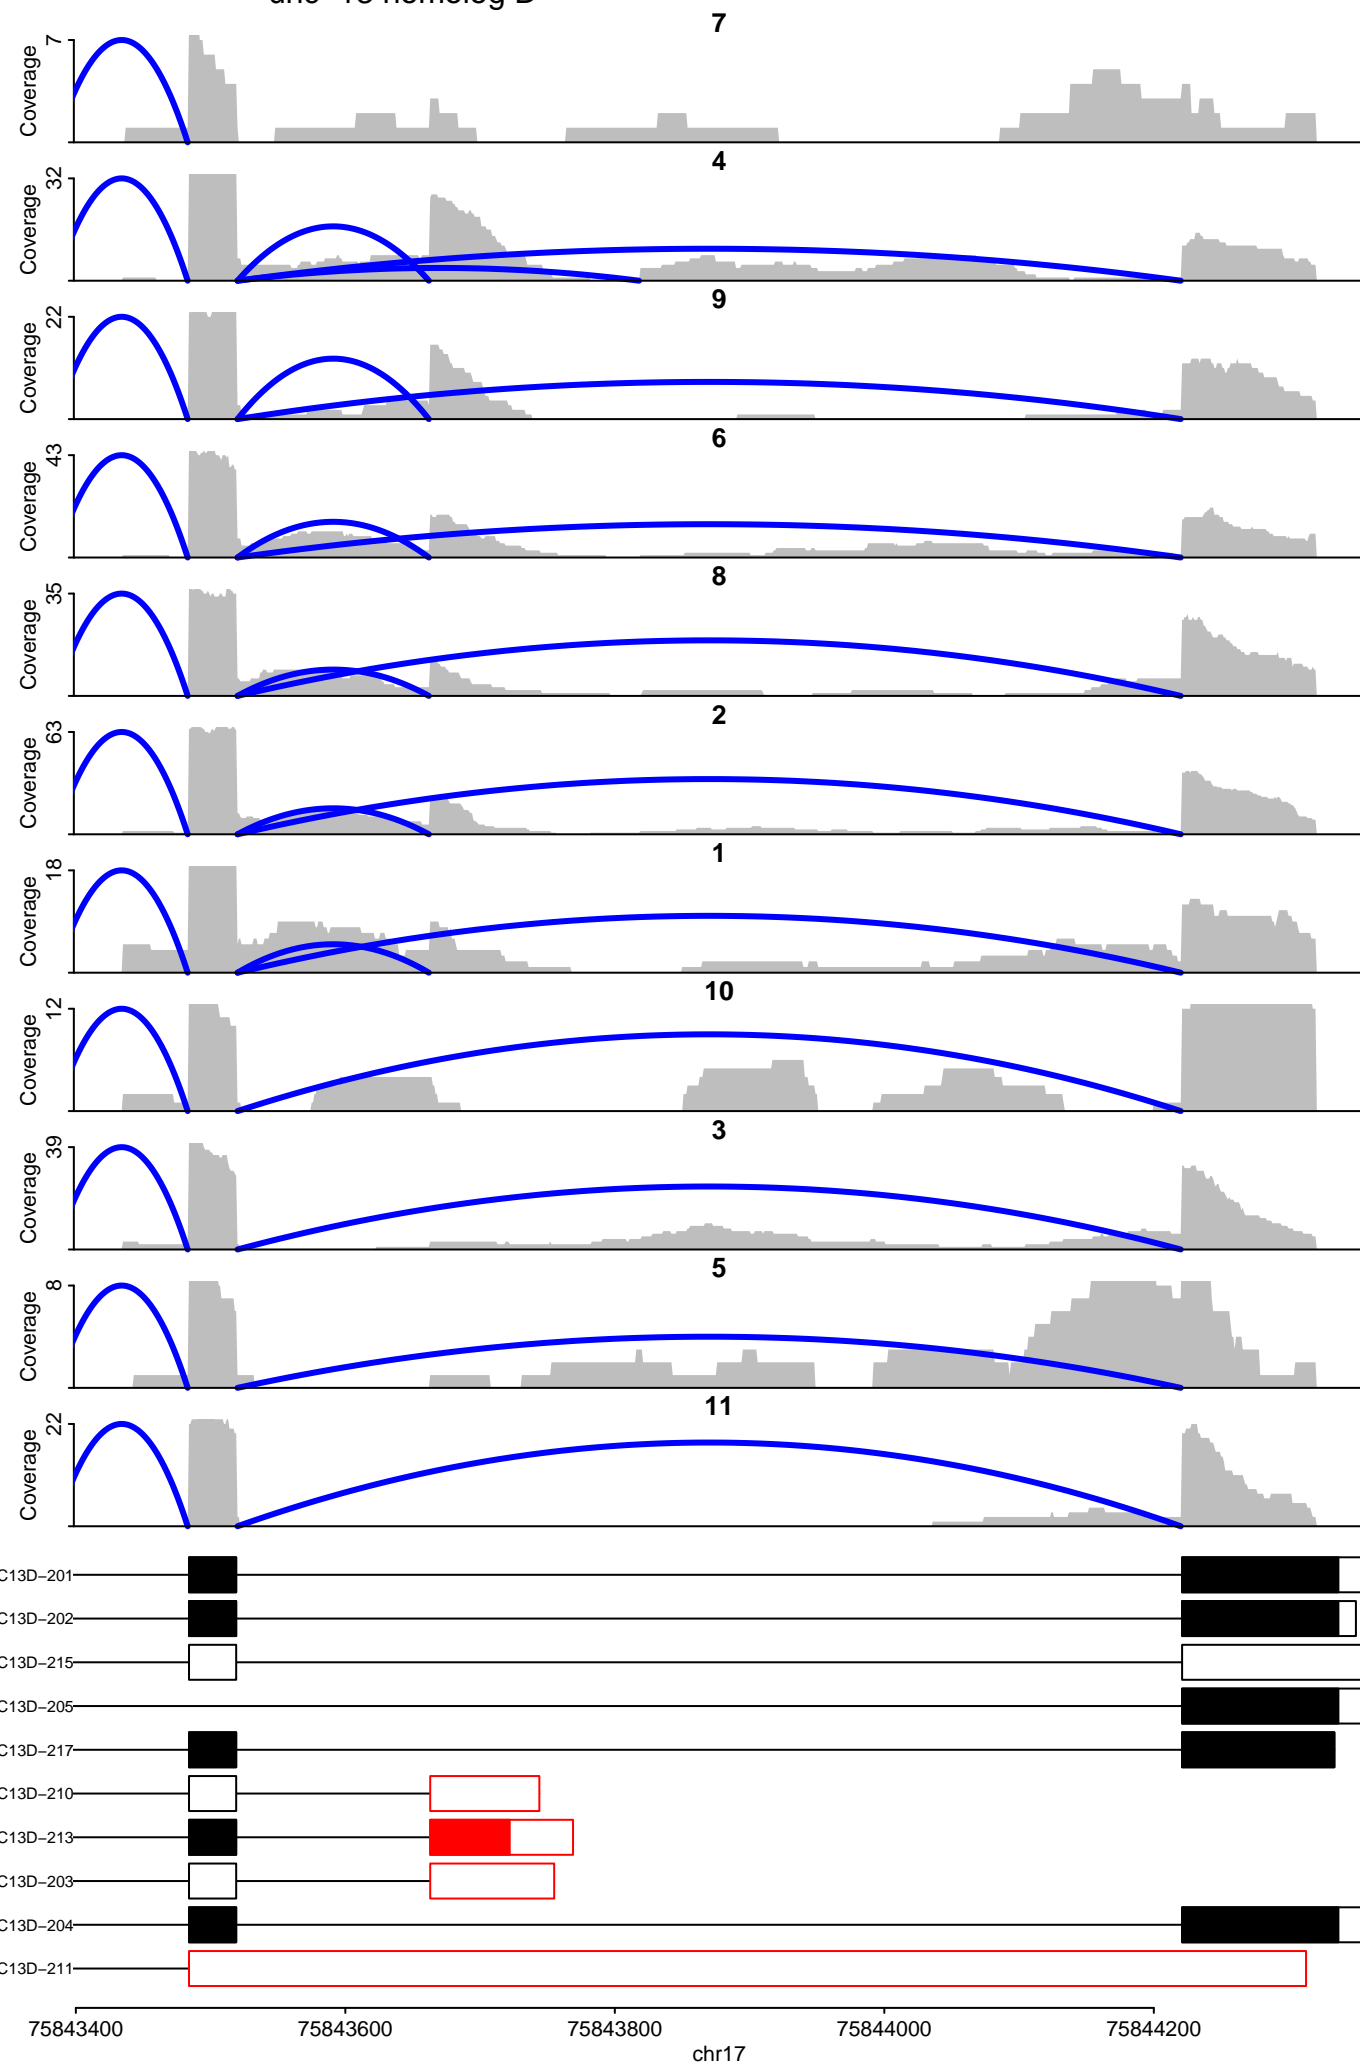 7
Coverage 7
4
Coverage 32
9
Coverage 22
6
Coverage 43
8
Coverage 35
2
Coverage 63
1
Coverage 18
10
Coverage 12
3
Coverage 39
5
Coverage 8
11
Coverage 22
C13D−201
C13D−202
C13D−215
C13D−205
C13D−217
C13D−210
C13D−213
C13D−203
C13D−204
C13D−211
75843400 75843600 75843800 75844000 75844200
chr17